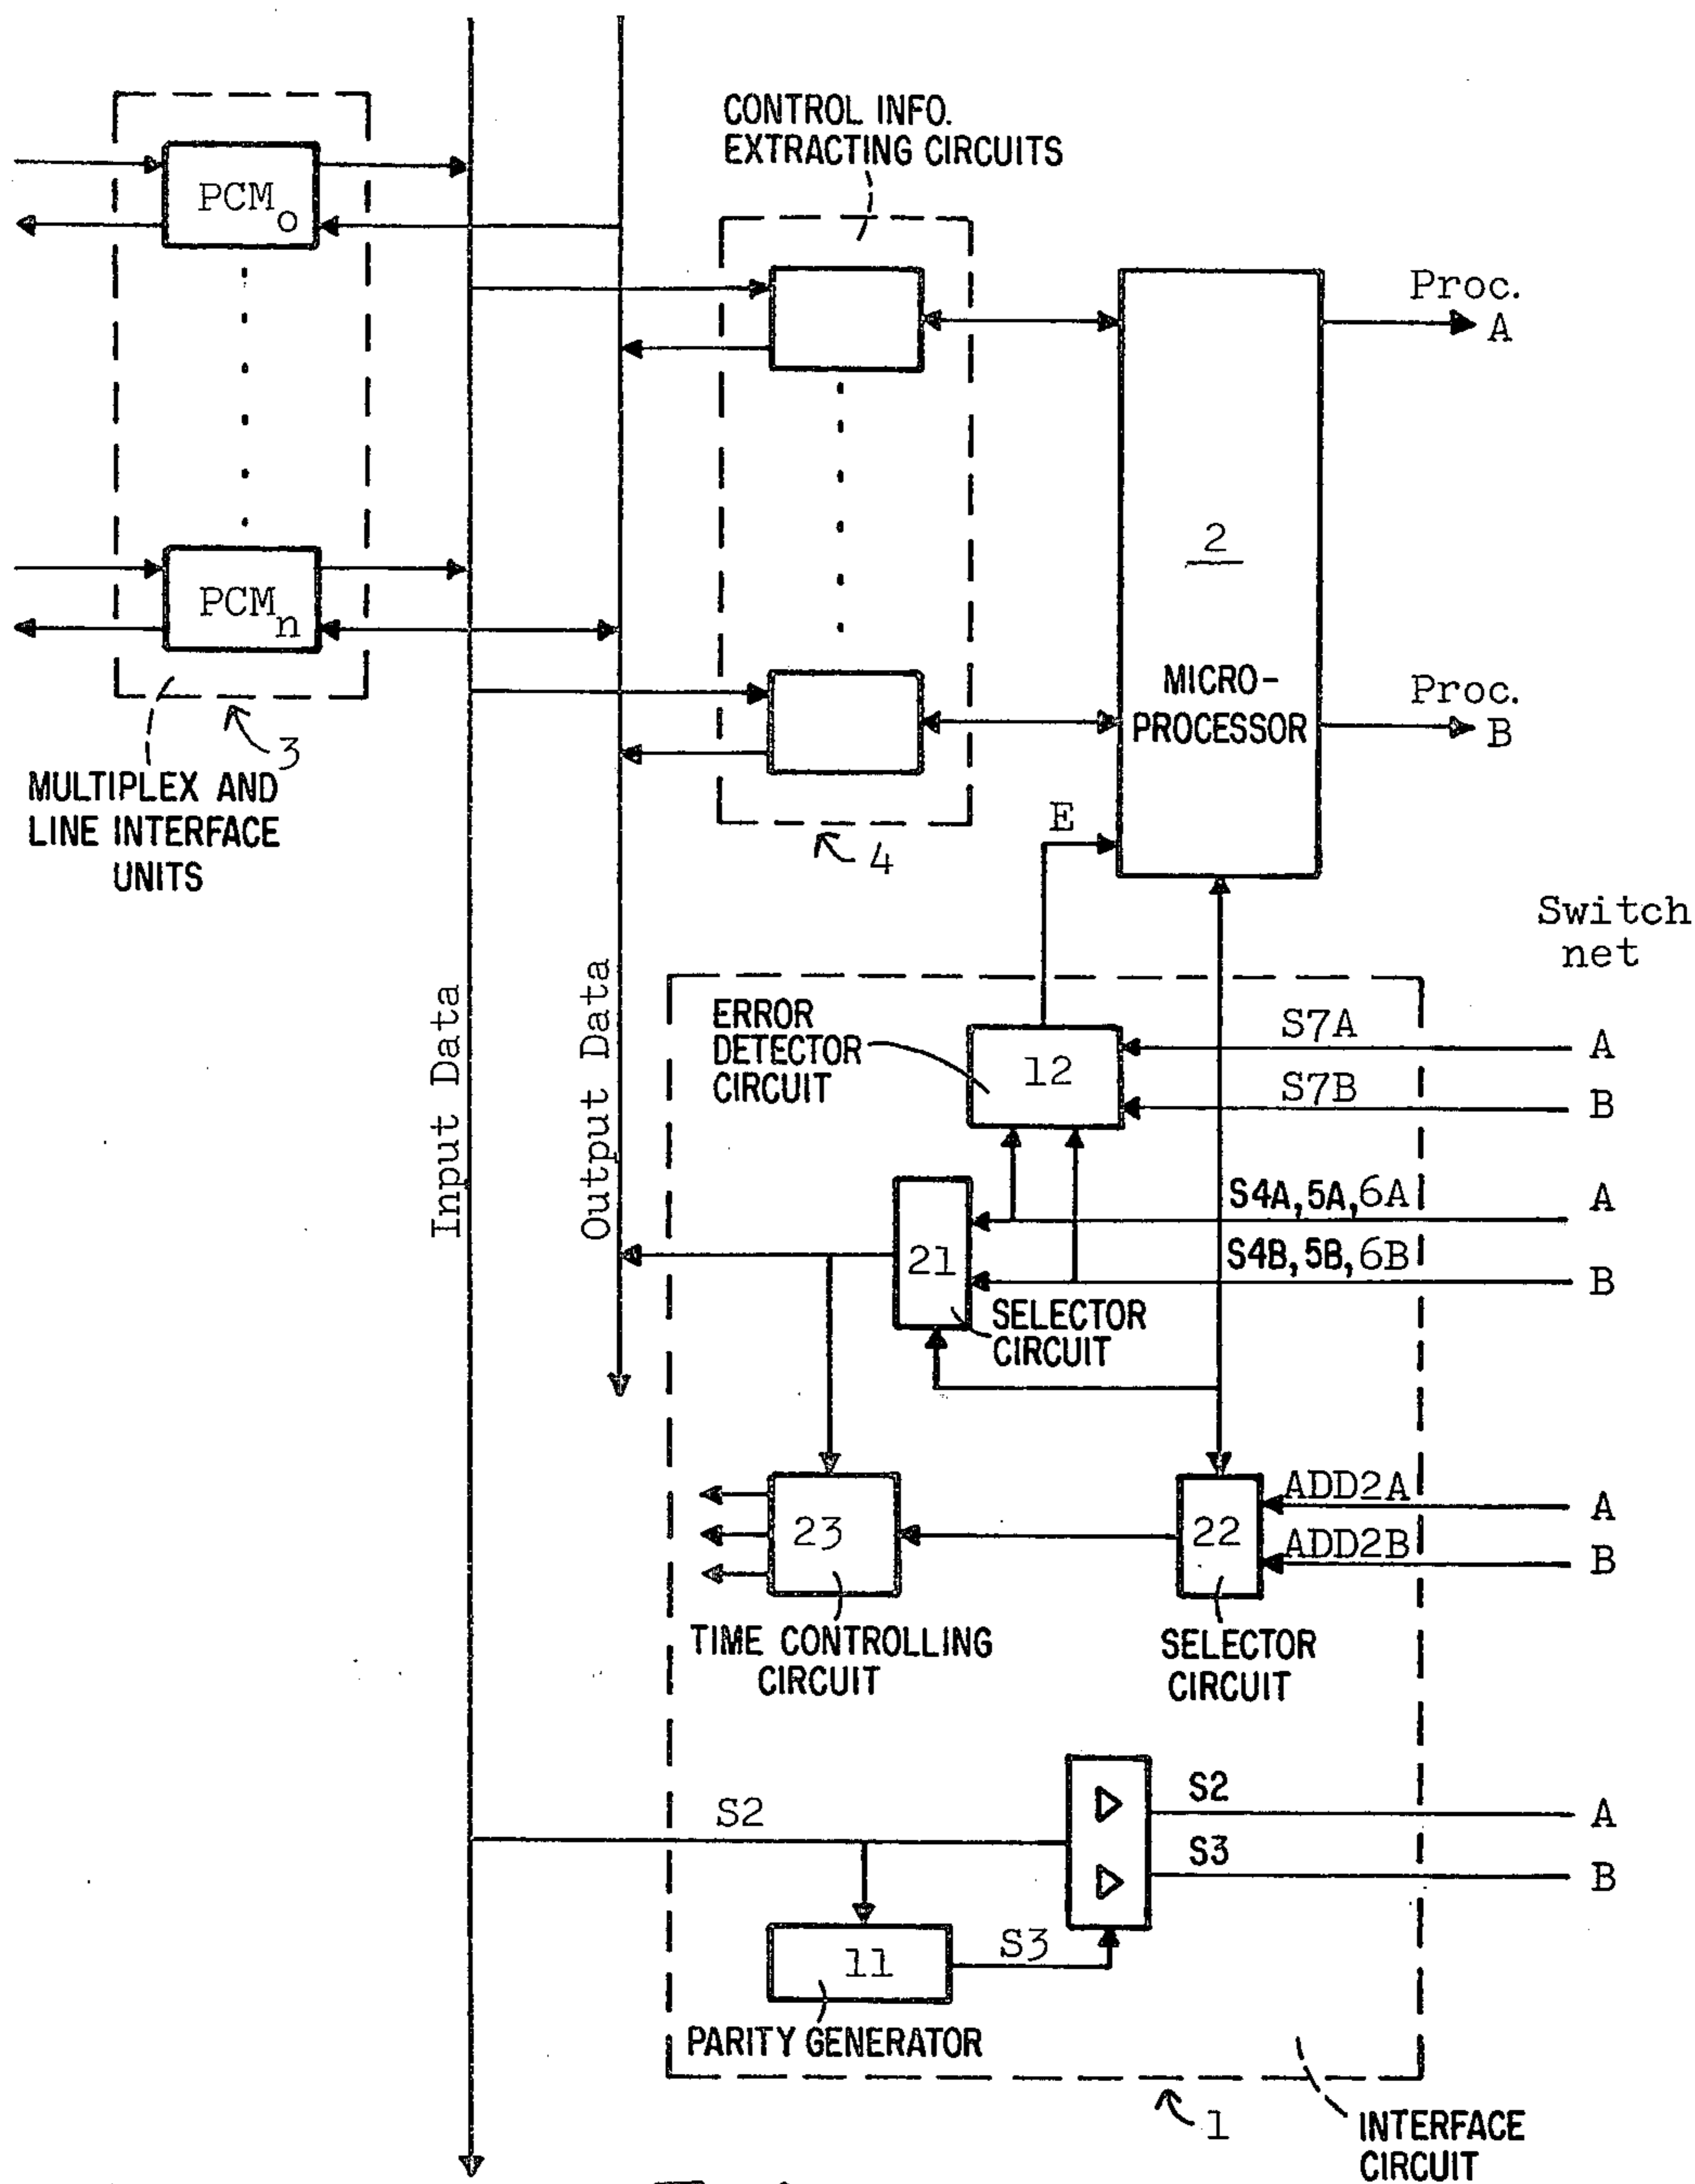 CONTROL INFO.
EXTRACTING CIRCUITS
PCMo
Proc.
A
PCMn
2
MICRO-
PROCESSOR
Proc.
B
3
MULTIPLEX AND
LINE INTERFACE
UNITS
E
4
Switch
net
Input Data
Output Data
ERROR
DETECTOR
CIRCUIT
12
S7A
A
S7B
B
S4A, 5A, 6A
A
21
S4B, 5B, 6B
B
SELECTOR
CIRCUIT
23
22
ADD2A
A
ADD2B
B
TIME CONTROLLING
CIRCUIT
SELECTOR
CIRCUIT
S2
S2
A
S3
B
11
S3
PARITY GENERATOR
1
INTERFACE
CIRCUIT